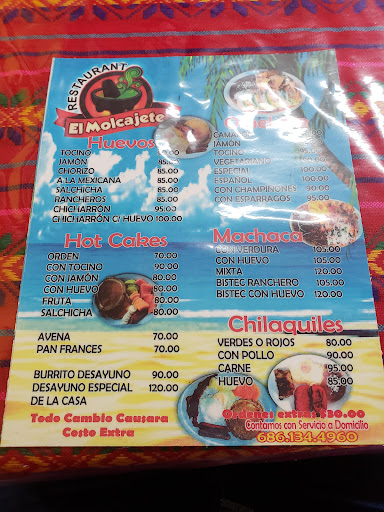 RESTAURANT
El Molcajete
Huevos
TOCINO
JAMÓN
CHORIZO 85.00
A LA MEXICANA 85.00
SALCHICHA 85.00
RANCHEROS 85.00
CHICHARRÓN 95.00
CHICHARRÓN C/ HUEVO 100.00
Hot Cakes
ORDEN 70.00
CON TOCINO 90.00
CON JAMÓN 80.00
CON HUEVO 80.00
FRUTA 80.00
SALCHICHA 80.00
AVENA 70.00
PAN FRANCES 70.00
BURRITO DESAYUNO 90.00
DESAYUNO ESPECIAL 120.00
DE LA CASA
Todo Cambio Causara
Costo Extra
JAMÓN
TOCINO
VEGETARIANO
ESPECIAL 100.00
ESPAÑOL 100.00
CON CHAMPIÑONES 90.00
CON ESPARRAGOS 95.00
Machaca
CON VERDURA 105.00
CON HUEVO 105.00
MIXTA 120.00
BISTEC RANCHERO 105.00
BISTEC CON HUEVO 120.00
Chilaquiles
VERDES O ROJOS 80.00
CON POLLO 90.00
CARNE 95.00
HUEVO 85.00
Ordenes extras $30.00
Contamos con Servicio a Domicilio
686.134.4960